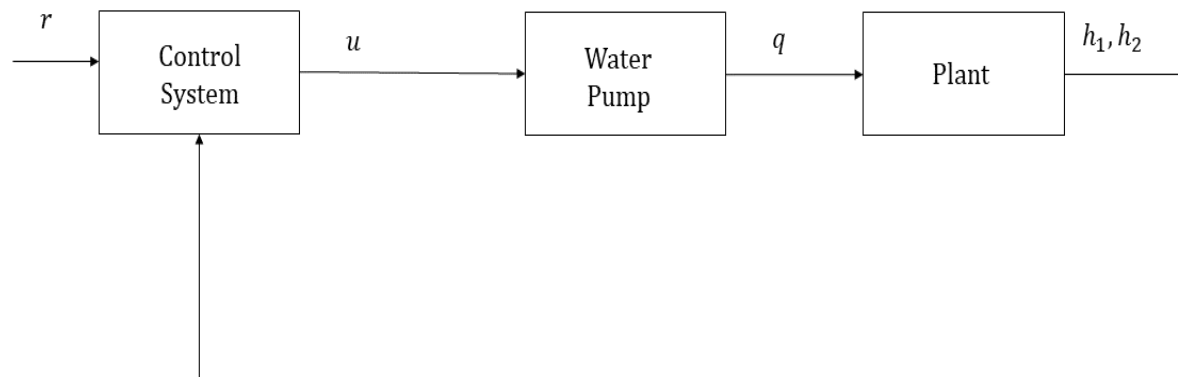 r
Control
System
u
Water
Pump
q
Plant
h₁, h₂